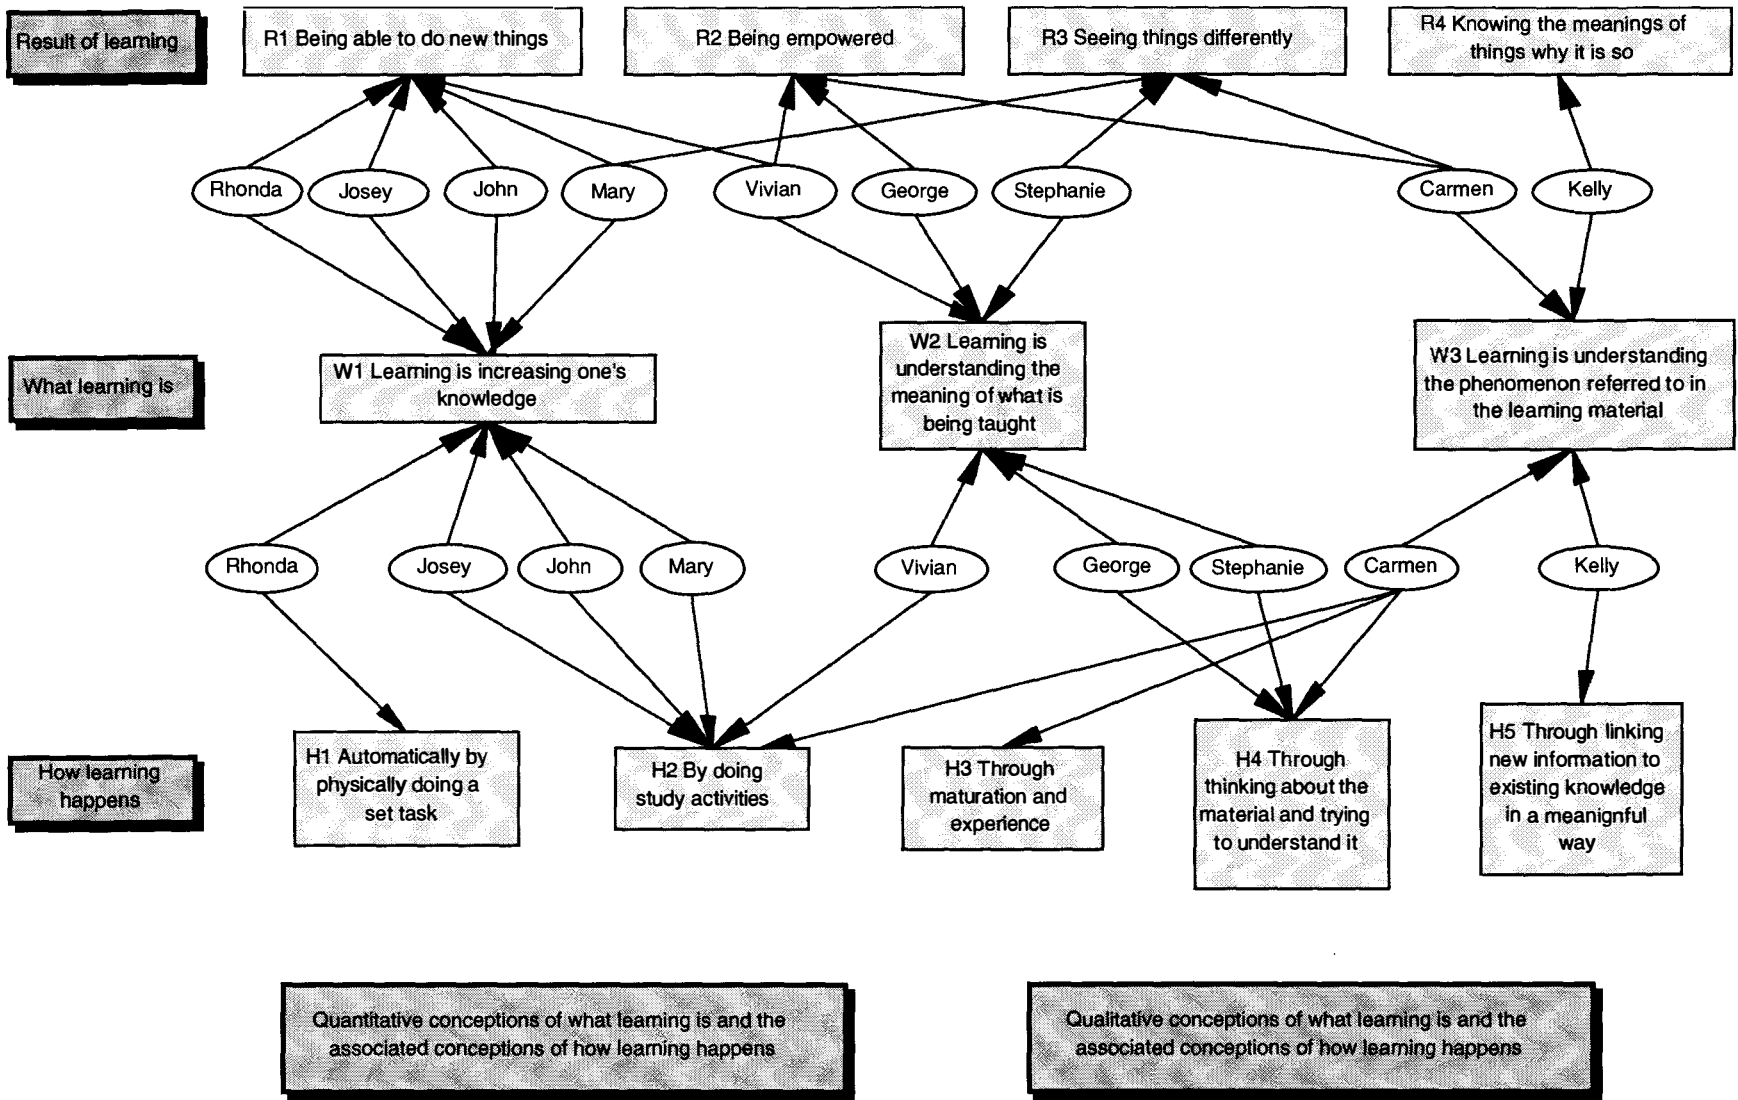 Result of learning
R1 Being able to do new things
R2 Being empowered
R3 Seeing things differently
R4 Knowing the meanings of
things why it is so
Rhonda
Josey
John
Mary
Vivian
George
Stephanie
Carmen
Kelly
What learning is
W1 Learning is increasing one's
knowledge
W2 Learning is
understanding the
meaning of what is
being taught
W3 Learning is understanding
the phenomenon referred to in
the learning material
Rhonda
Josey
John
Mary
Vivian
George
Stephanie
Carmen
Kelly
How learning
happens
H1 Automatically by
physically doing a
set task
H2 By doing
study activities
H3 Through
maturation and
experience
H4 Through
thinking about the
material and trying
to understand it
H5 Through linking
new information to
existing knowledge
in a meanignful
way
Quantitative conceptions of what learning is and the
associated conceptions of how learning happens
Qualitative conceptions of what learning is and the
associated conceptions of how learning happens